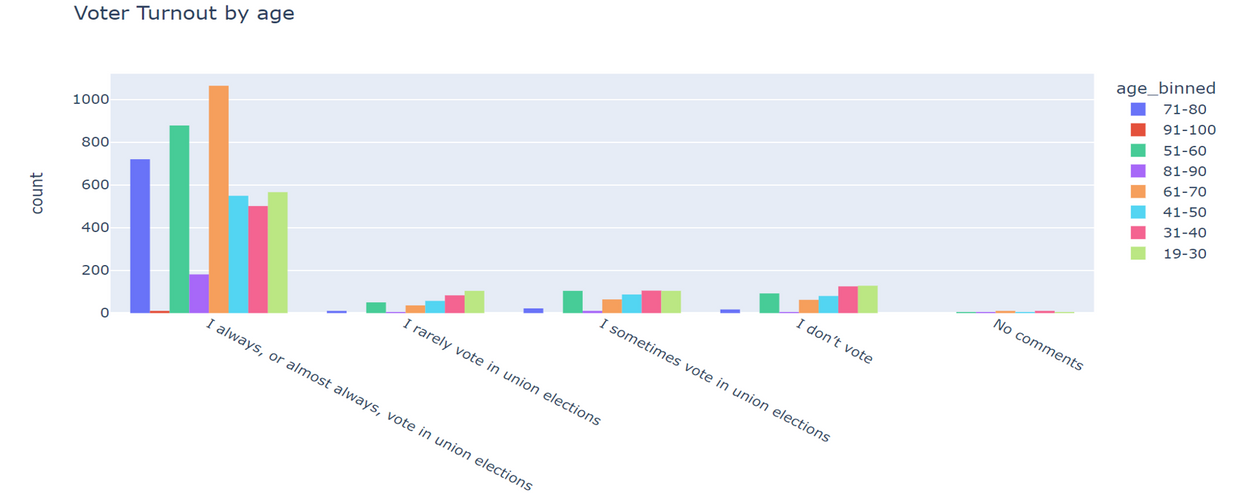 Voter Turnout by age
count
1000
800
600
400
200
0
I always, or almost always, vote in union elections
I rarely vote in union elections
I sometimes vote in union elections
I don’t vote
No comments
age_binned
71-80
91-100
51-60
81-90
61-70
41-50
31-40
19-30